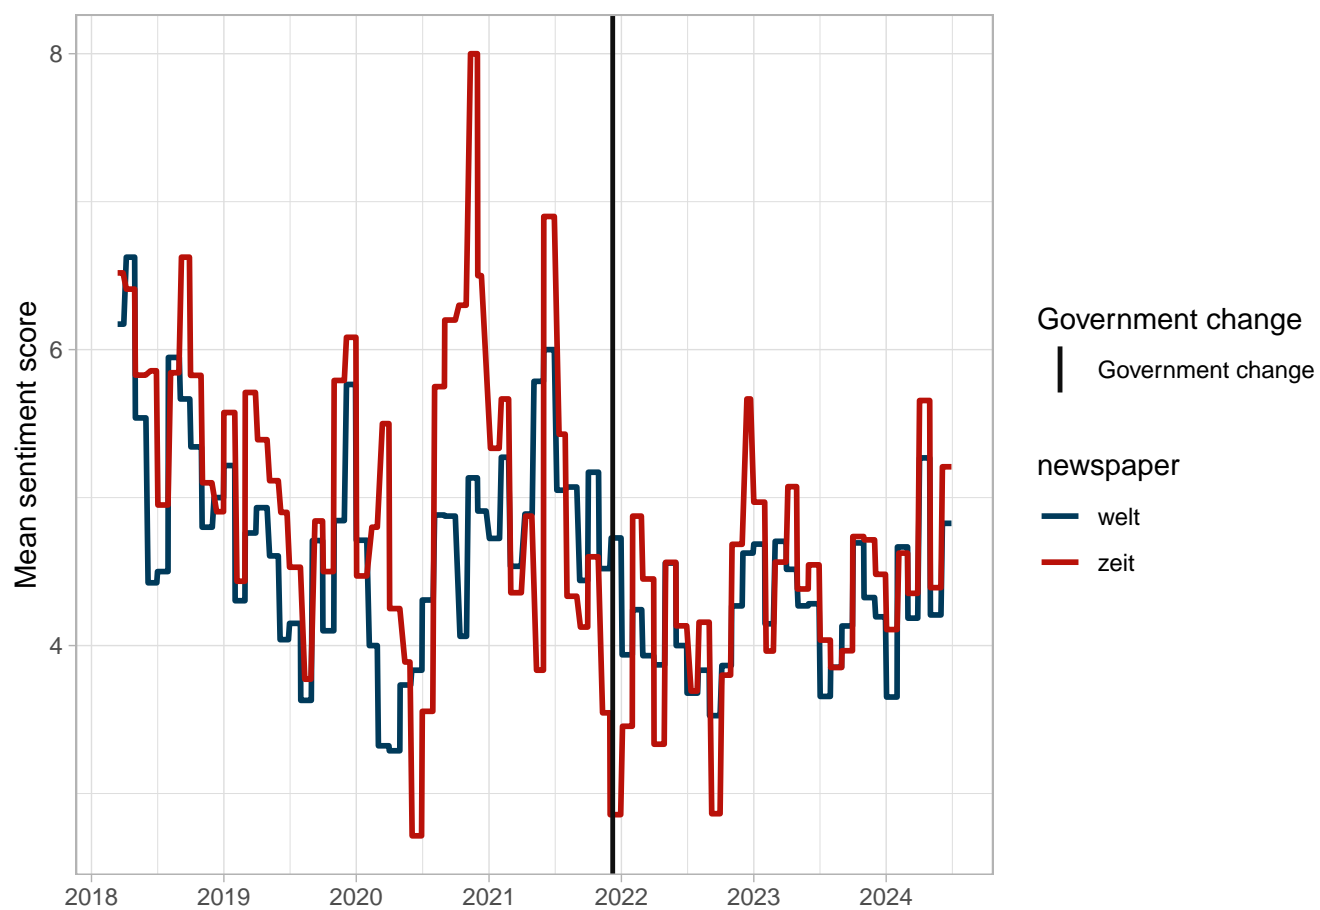 8
6
4
Mean sentiment score
2018 2019 2020 2021 2022 2023 2024
Government change
Government change
newspaper
welt
zeit